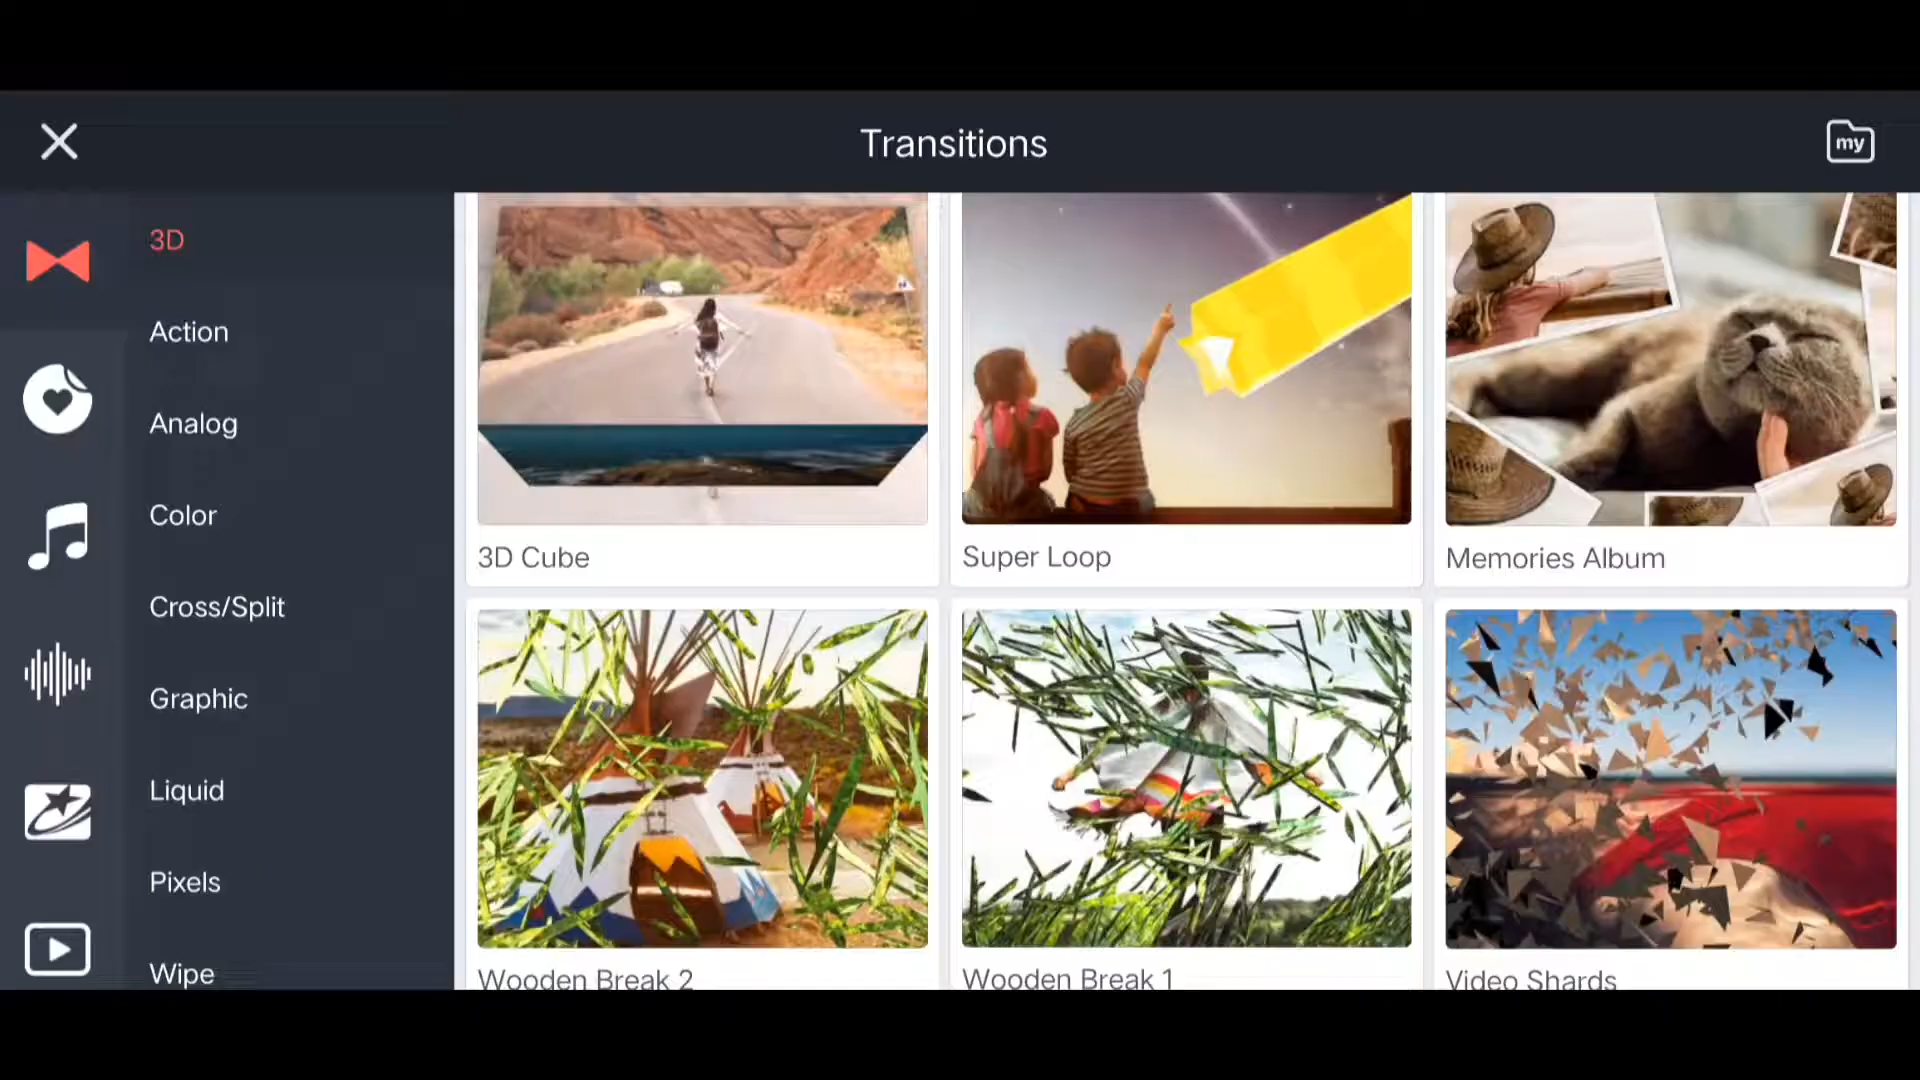 Transitions
my
3D
Action
Analog
Color
Cross/Split
Graphic
Liquid
Pixels
Wipe
3D Cube
Super Loop
Memories Album
Wooden Break 2
Wooden Break 1
Video Shards